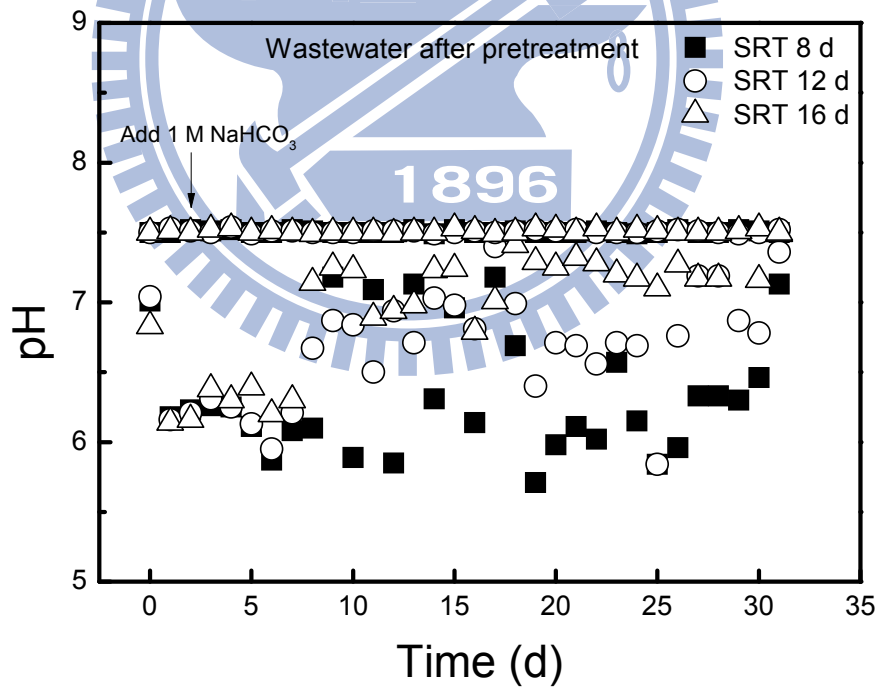 9
Wastewater after pretreatment
SRT 8 d
SRT 12 d
SRT 16 d
Add 1 M NaHCO₃
8
1896
7
pH
6
5
0 5 10 15 20 25 30 35
Time (d)